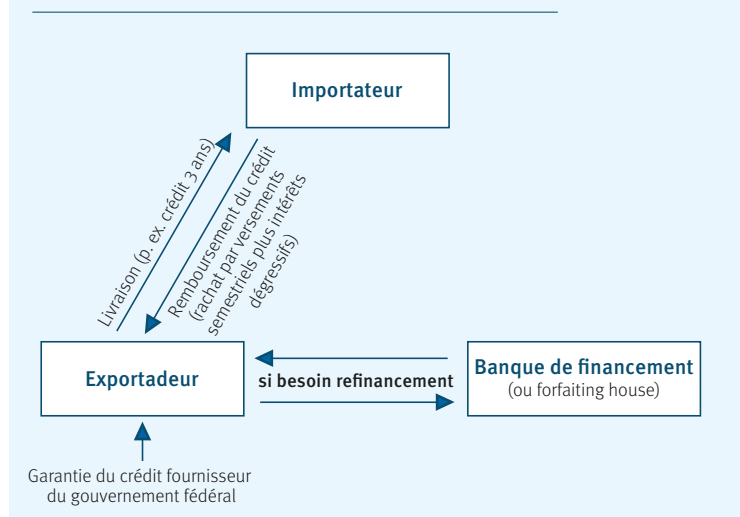 Importateur
Livraison (p. ex. crédit 3 ans)
Remboursement du crédit
(rachat par versements
semestriels plus intérêts
dégressifs)
Exportadeur
si besoin refinancement
Banque de financement
(ou forfaiting house)
Garantie du crédit fournisseur
du gouvernement fédéral